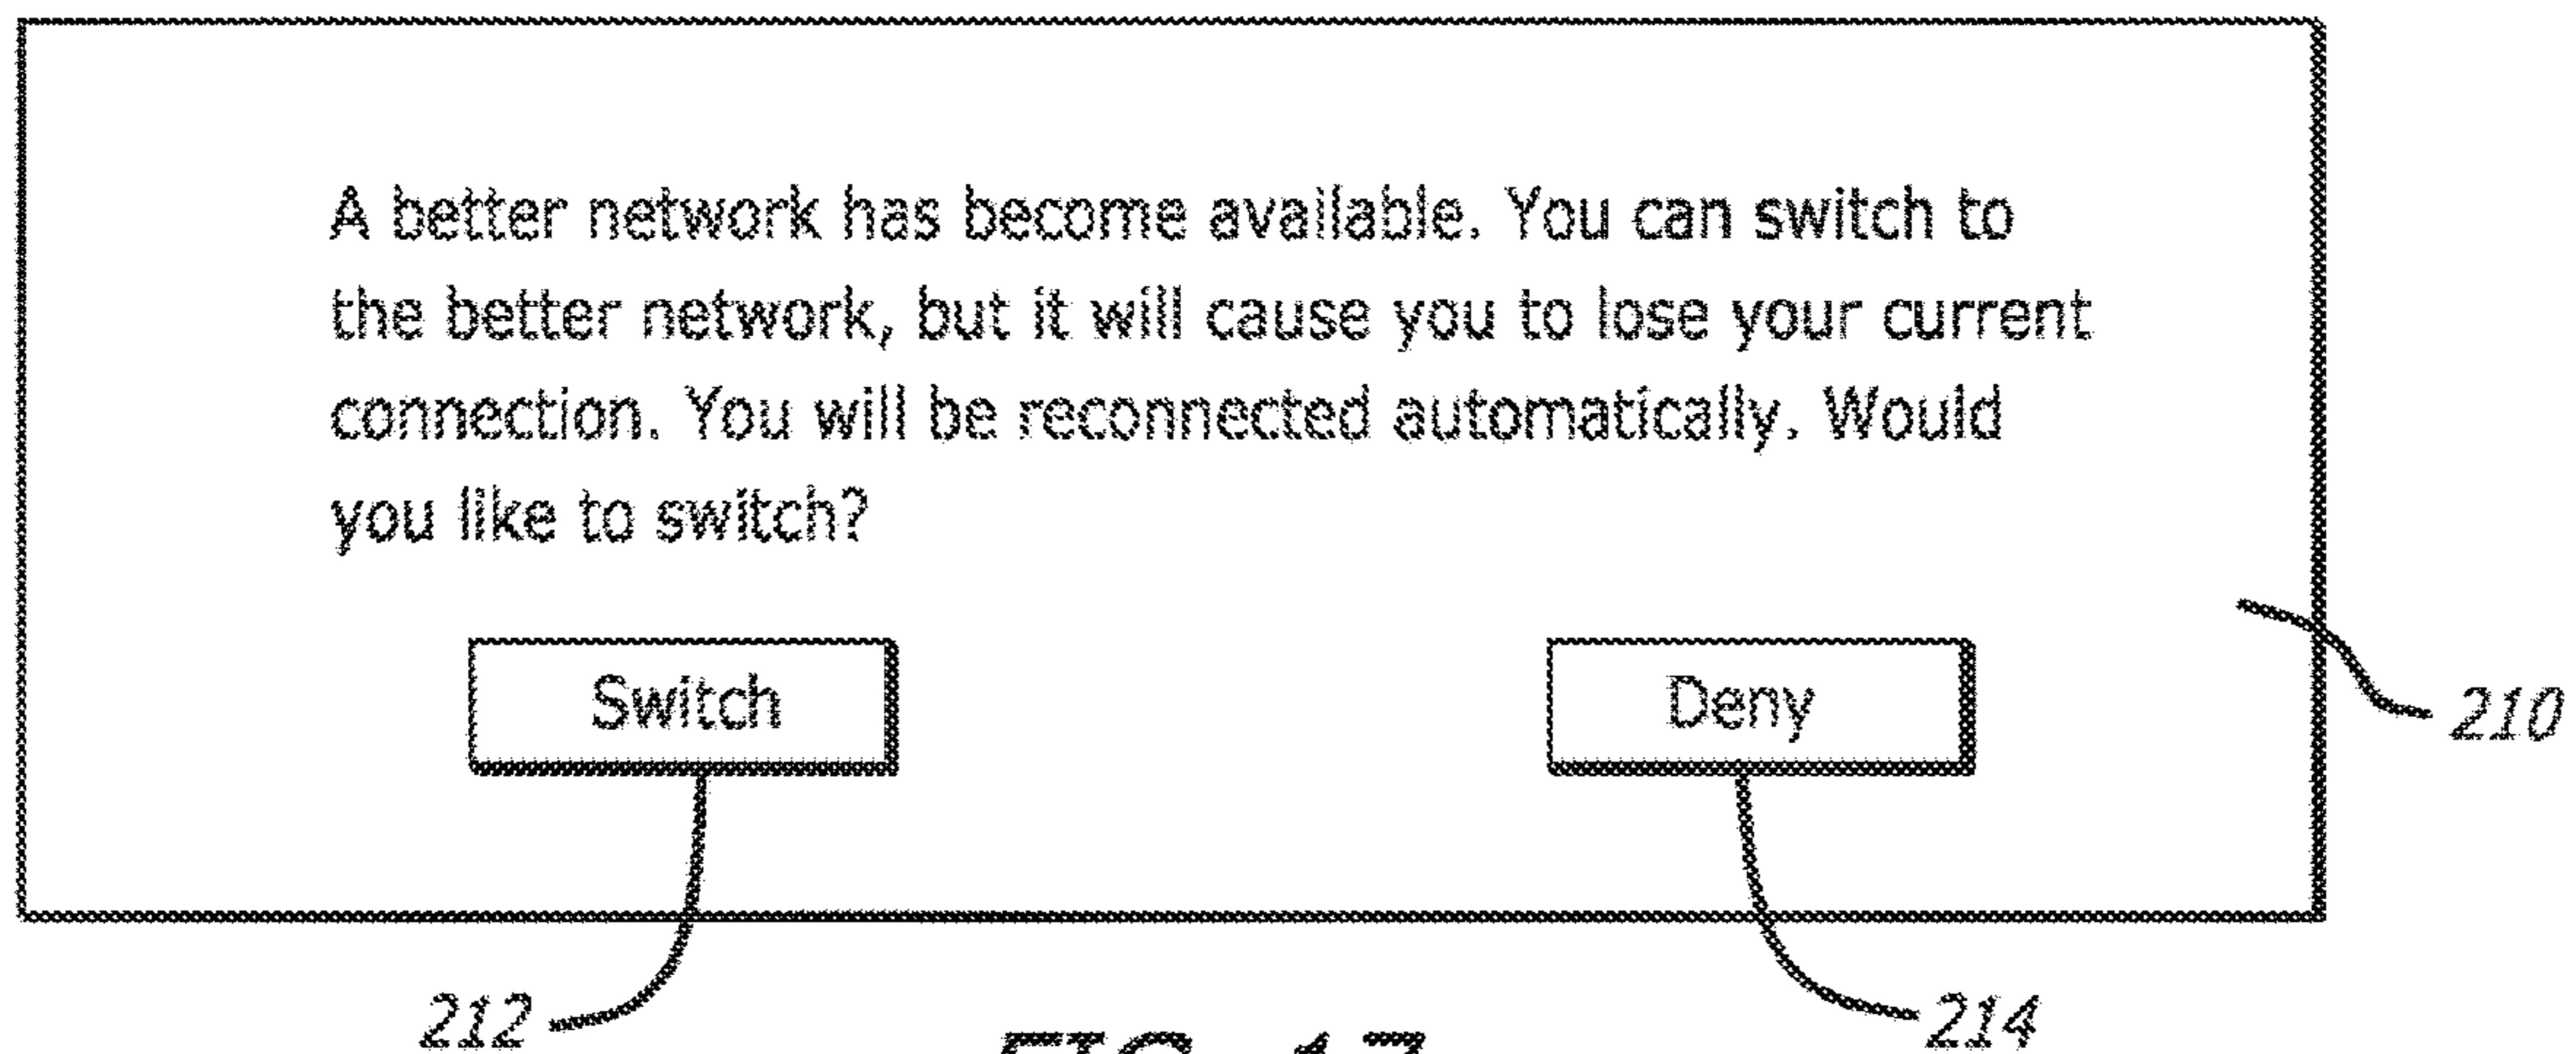 A better network has become available. You can switch to
the better network, but it will cause you to lose your current
connection. You will be reconnected automatically. Would
you like to switch?
Switch
Deny
210
212
214